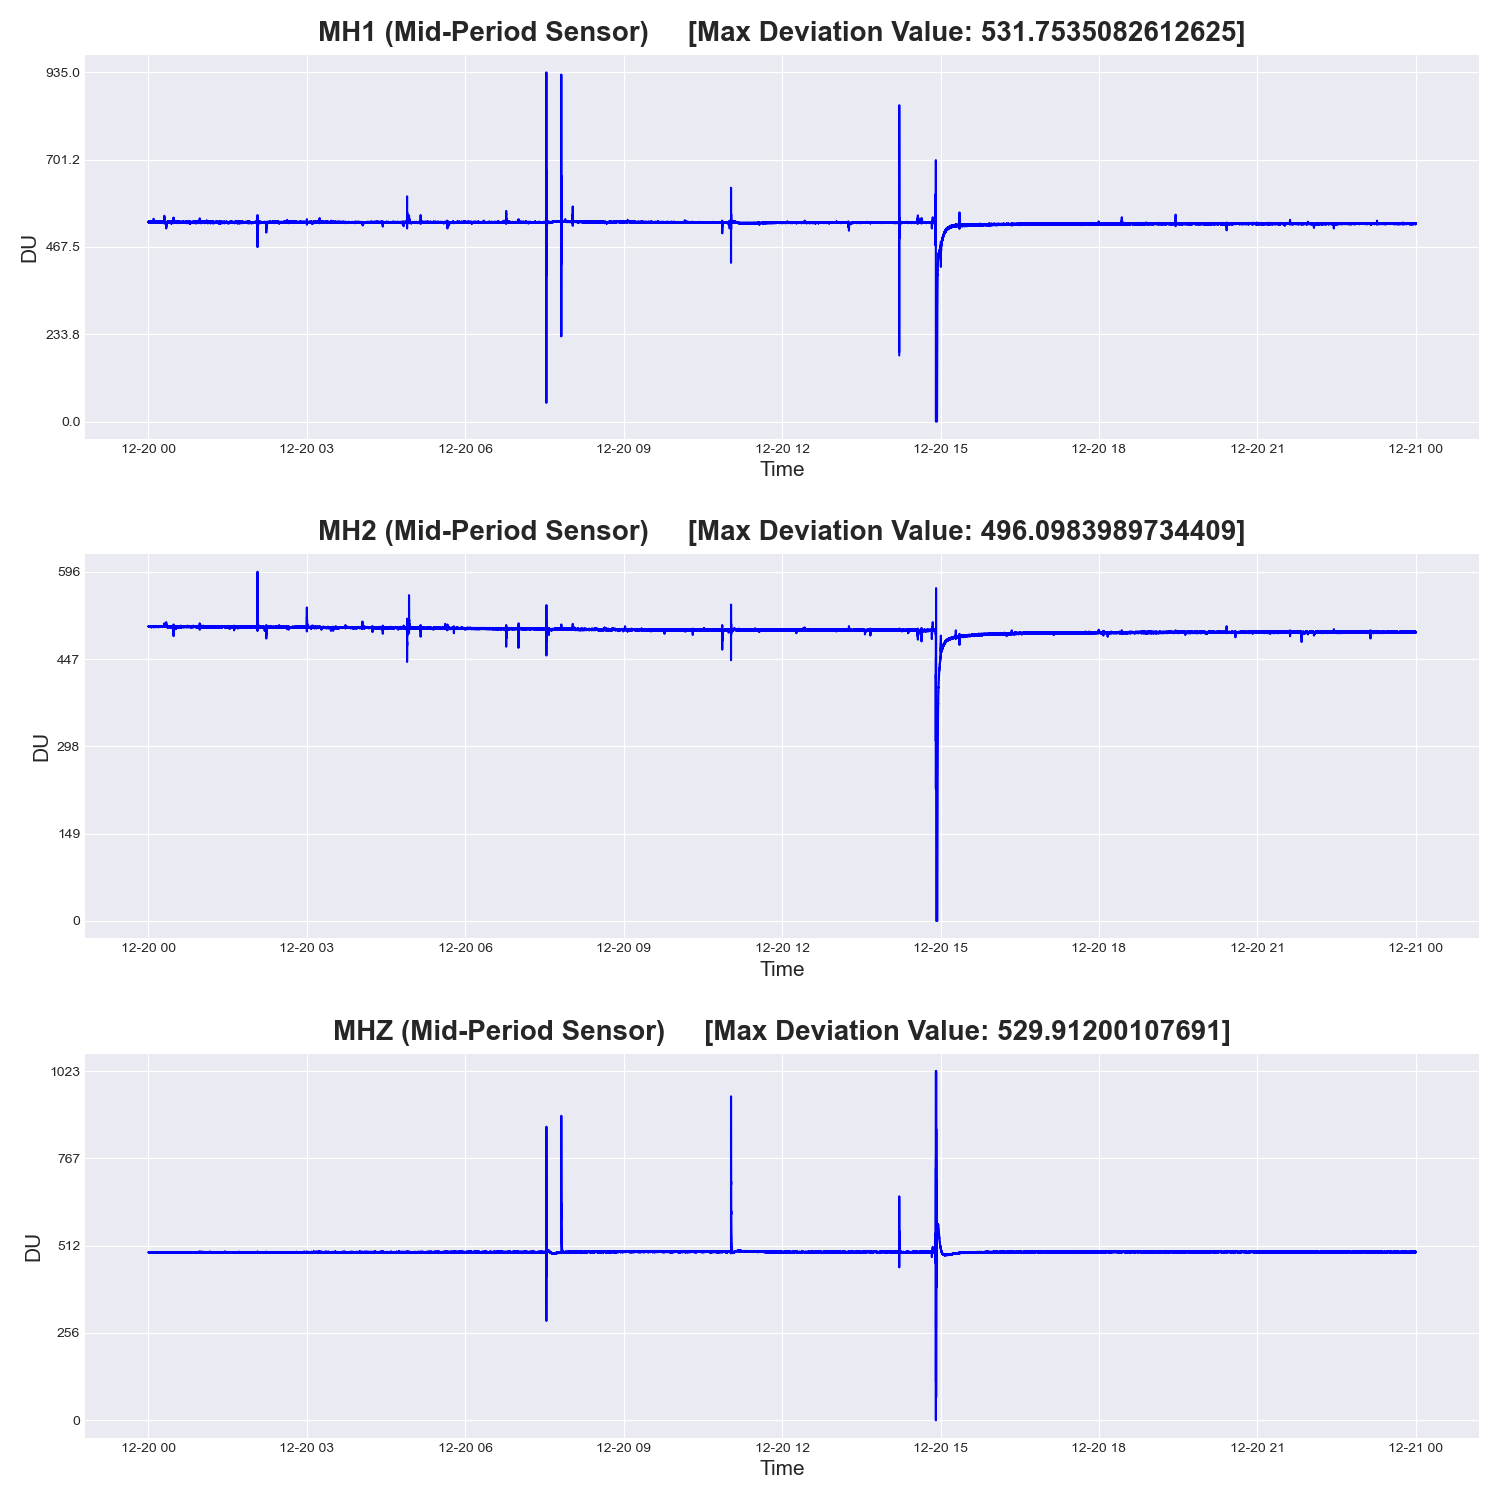 MH1 (Mid-Period Sensor) [Max Deviation Value: 531.7535082612625]
935.0
701.2
467.5
233.8
0.0
DU
12-20 00 12-20 03 12-20 06 12-20 09 12-20 12 12-20 15 12-20 18 12-20 21 12-21 00
Time
MH2 (Mid-Period Sensor) [Max Deviation Value: 496.0983989734409]
596
447
298
149
0
DU
12-20 00 12-20 03 12-20 06 12-20 09 12-20 12 12-20 15 12-20 18 12-20 21 12-21 00
Time
MHZ (Mid-Period Sensor) [Max Deviation Value: 529.91200107691]
1023
767
512
256
0
DU
12-20 00 12-20 03 12-20 06 12-20 09 12-20 12 12-20 15 12-20 18 12-20 21 12-21 00
Time